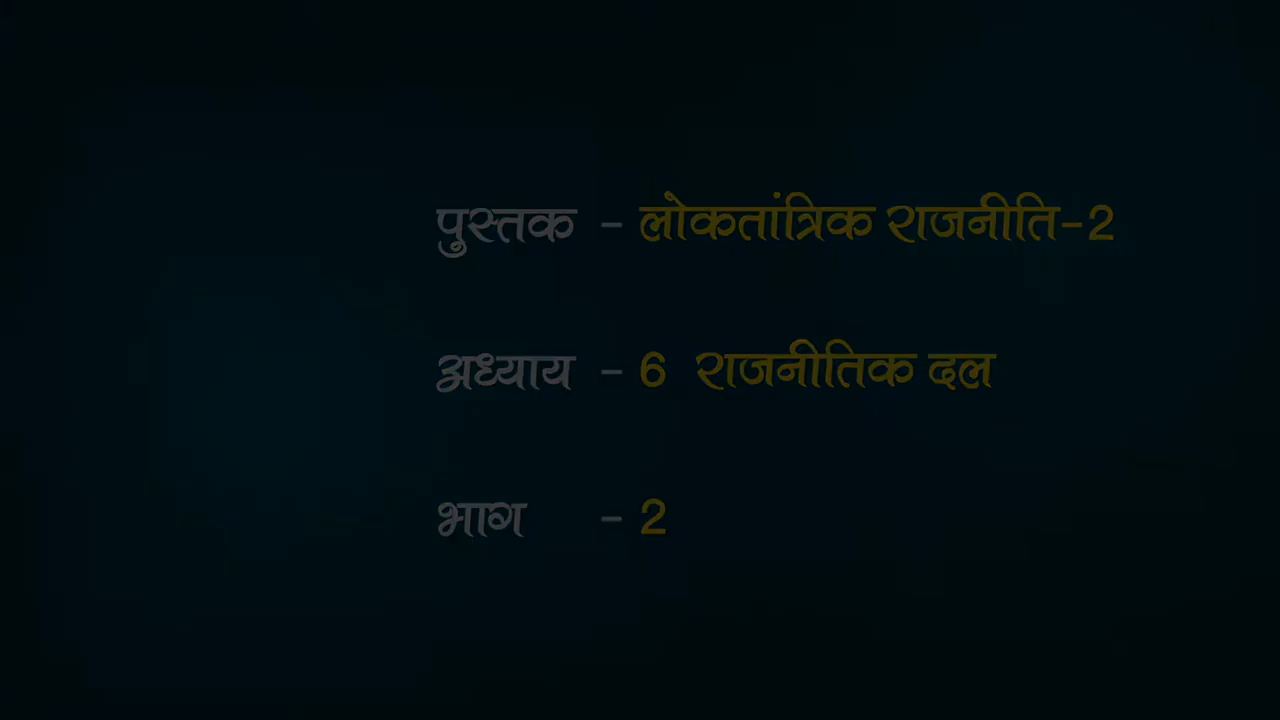 पुस्तक - लोकतांत्रिक राजनीति-2
अध्याय - 6 राजनीतिक दल
भाग - 2